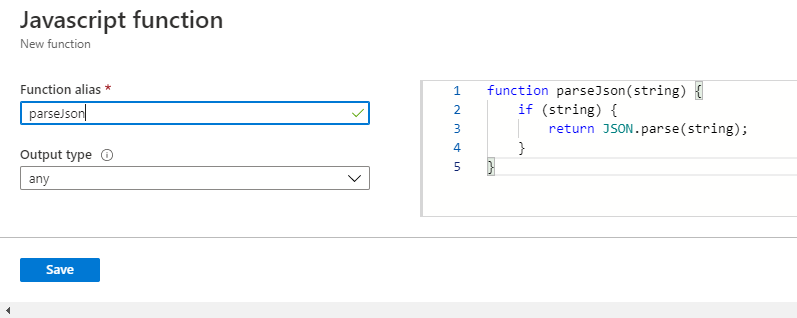 Javascript function
New function
Function alias *
parseJson
Output type
any
1 function parseJson(string) {
2 if (string) {
3 return JSON.parse(string);
4 }
5 }
Save